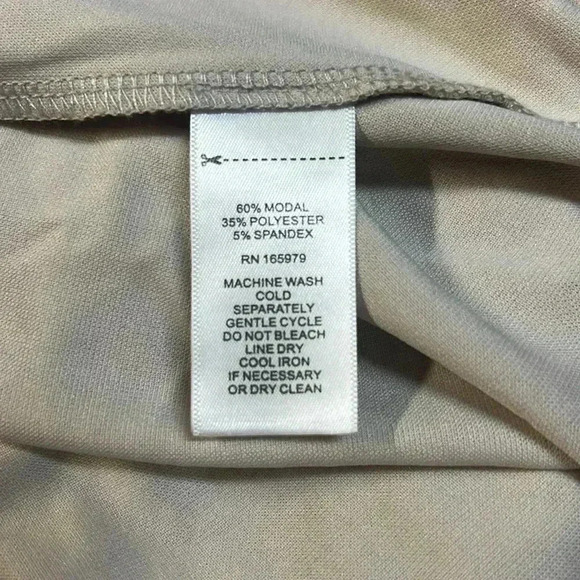 60% MODAL
35% POLYESTER
5% SPANDEX
RN 165979
MACHINE WASH
COLD
SEPARATELY
GENTLE CYCLE
DO NOT BLEACH
LINE DRY
COOL IRON
IF NECESSARY
OR DRY CLEAN